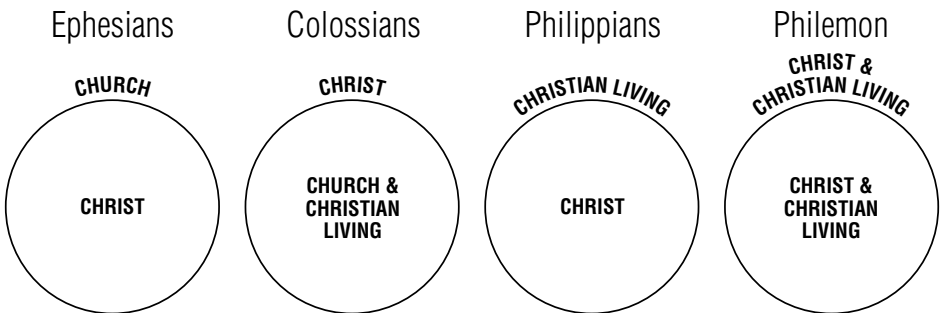 Ephesians
CHURCH
CHRIST
Colossians
CHRIST
CHURCH &
CHRISTIAN
LIVING
Philippians
CHRISTIAN LIVING
CHRIST
Philemon
CHRIST &
CHRISTIAN LIVING
CHRIST &
CHRISTIAN
LIVING